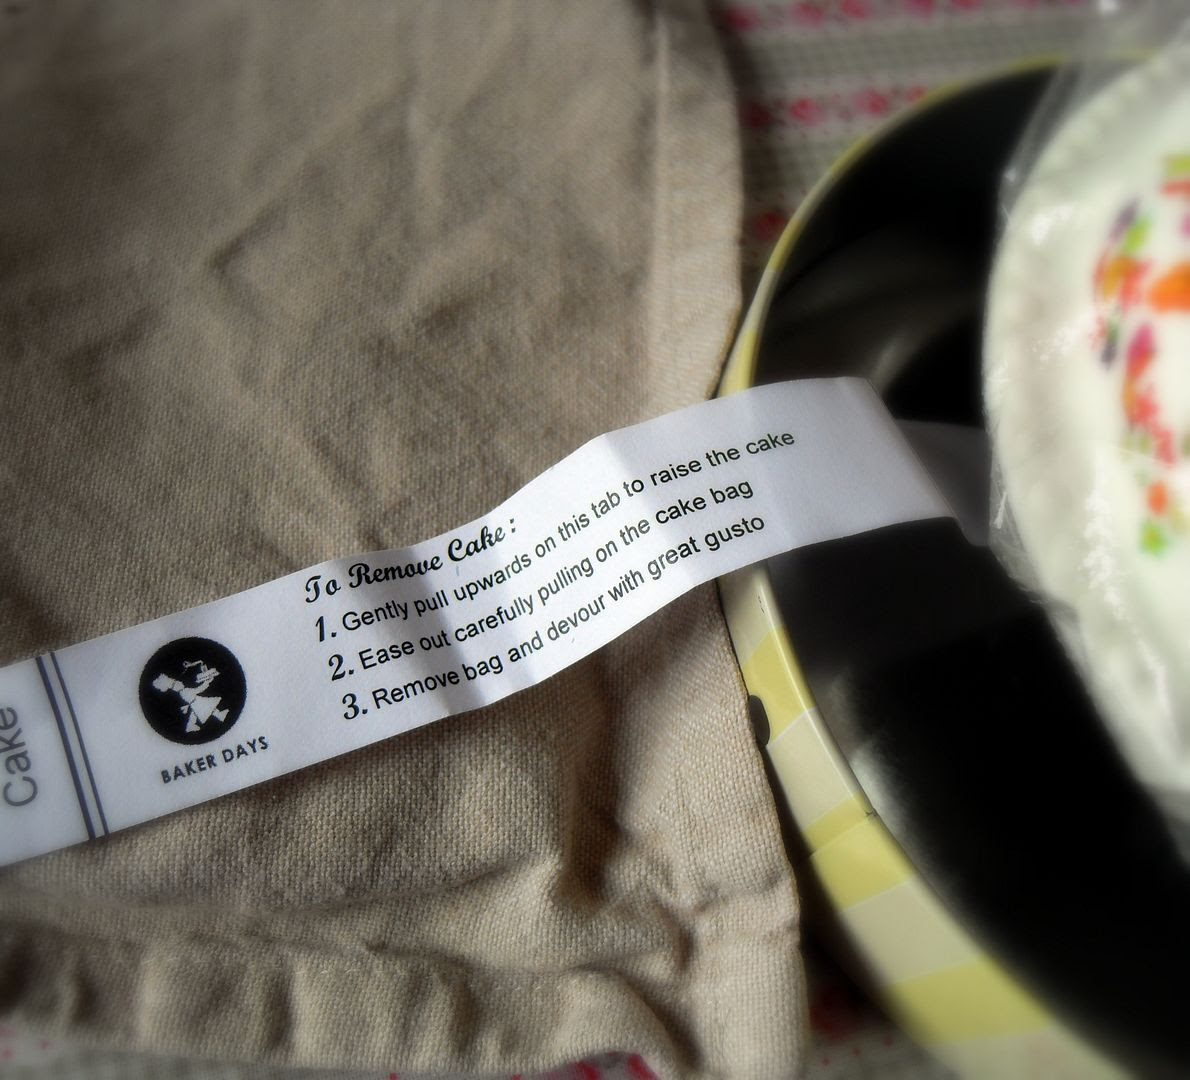 Cake
BAKER DAYS
To Remove Cake :
1. Gently pull upwards on this tab to raise the cake
2. Ease out carefully pulling on the cake bag
3. Remove bag and devour with great gusto